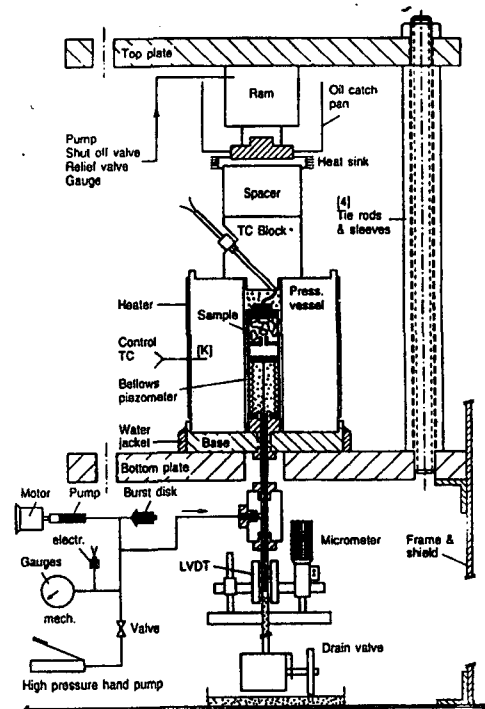 Top plate
Ram
Oil catch
pan
Pump
Shut off valve
Relief valve
Gauge
Heat sink
Spacer
[4]
Tie rods
& sleeves
TC Block
Press.
vessel
Heater
Sample
Control
TC
[K]
Bellows
piezometer
Water
jacket
Base
Bottom plate
Motor
Pump
Burst disk
electr.
Micrometer
Frame &
shield
Gauges
LVDT
mech.
Valve
Drain valve
High pressure hand pump